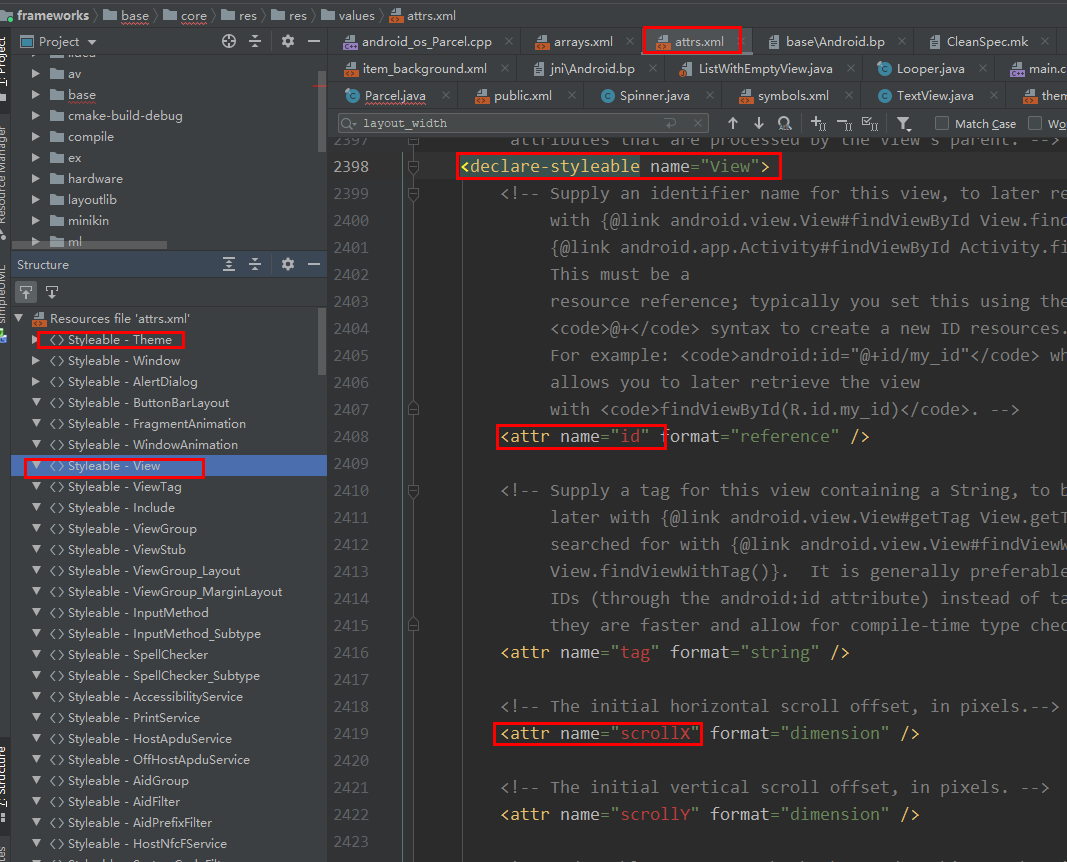 frameworks base core res res values attrs.xml
Project
android_os_Parcel.cpp arrays.xml attrs.xml base\Android.bp CleanSpec.mk
item_background.xml jni\Android.bp ListWithEmptyView.java Looper.java main.c
Parcel.java public.xml Spinner.java symbols.xml TextView.java them
layout_width Match Case Wo
av
base
cmake-build-debug
compile
ex
hardware
layoutlib
minikin
ml
Structure
Resources file 'attrs.xml'
Styleable - Theme
Styleable - Window
Styleable - AlertDialog
Styleable - ButtonBarLayout
Styleable - FragmentAnimation
Styleable - WindowAnimation
Styleable - View
Styleable - ViewTag
Styleable - Include
Styleable - ViewGroup
Styleable - ViewStub
Styleable - ViewGroup_Layout
Styleable - ViewGroup_MarginLayout
Styleable - InputMethod
Styleable - InputMethod_Subtype
Styleable - SpellChecker
Styleable - SpellChecker_Subtype
Styleable - AccessibilityService
Styleable - PrintService
Styleable - HostApduService
Styleable - OffHostApduService
Styleable - AidGroup
Styleable - AidFilter
Styleable - AidPrefixFilter
Styleable - HostNfcFService
2397 attributes that are processed by the view's parent. -->
2398 <declare-styleable name="View">
2399 <!-- Supply an identifier name for this view, to later re
2400 with {@link android.view.View#findViewById View.find
2401 {@link android.app.Activity#findViewById Activity.fi
2402 This must be a
2403 resource reference; typically you set this using the
2404 <code>@+</code> syntax to create a new ID resources.
2405 For example: <code>android:id="@+id/my_id"</code> wh
2406 allows you to later retrieve the view
2407 with <code>findViewById(R.id.my_id)</code>. -->
2408 <attr name="id" format="reference" />
2409
2410 <!-- Supply a tag for this view containing a String, to b
2411 later with {@link android.view.View#getTag View.getT
2412 searched for with {@link android.view.View#findViewW
2413 View.findViewWithTag()}.  It is generally preferable
2414 IDs (through the android:id attribute) instead of ta
2415 they are faster and allow for compile-time type chec
2416 <attr name="tag" format="string" />
2417
2418 <!-- The initial horizontal scroll offset, in pixels.-->
2419 <attr name="scrollX" format="dimension" />
2420
2421 <!-- The initial vertical scroll offset, in pixels. -->
2422 <attr name="scrollY" format="dimension" />
2423